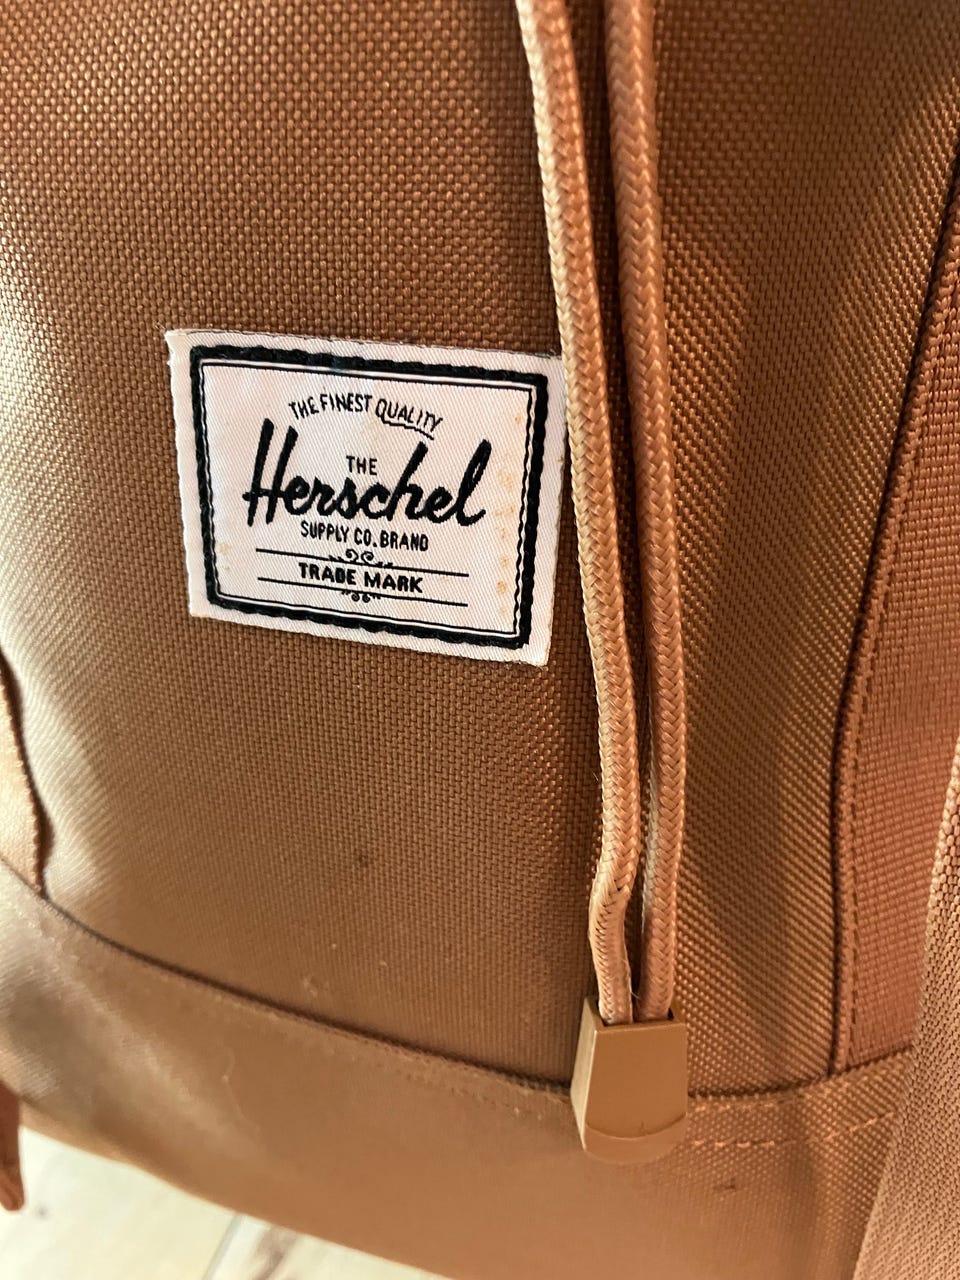 THE FINEST QUALITY
THE
Herschel
SUPPLY CO. BRAND
TRADE MARK